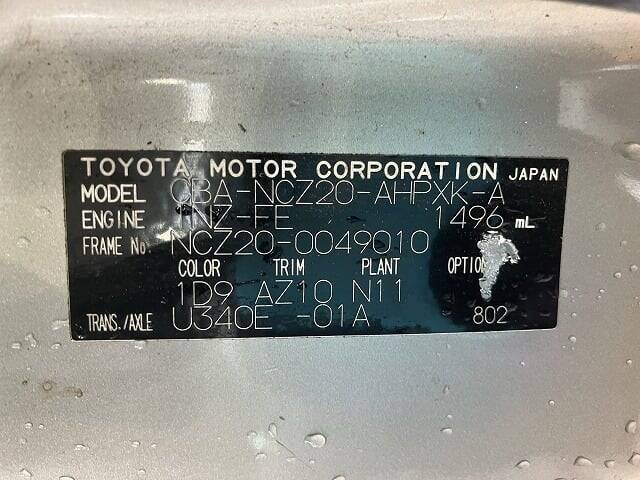 TOYOTA MOTOR CORPORATION JAPAN
MODEL CBA-NCZ20-AHPXK-A
ENGINE 1NZ-FE 1496 mL
FRAME No. NCZ20-0049010
COLOR TRIM PLANT OPTION
1D9 AZ10 N11
TRANS./AXLE U340E -01A 802